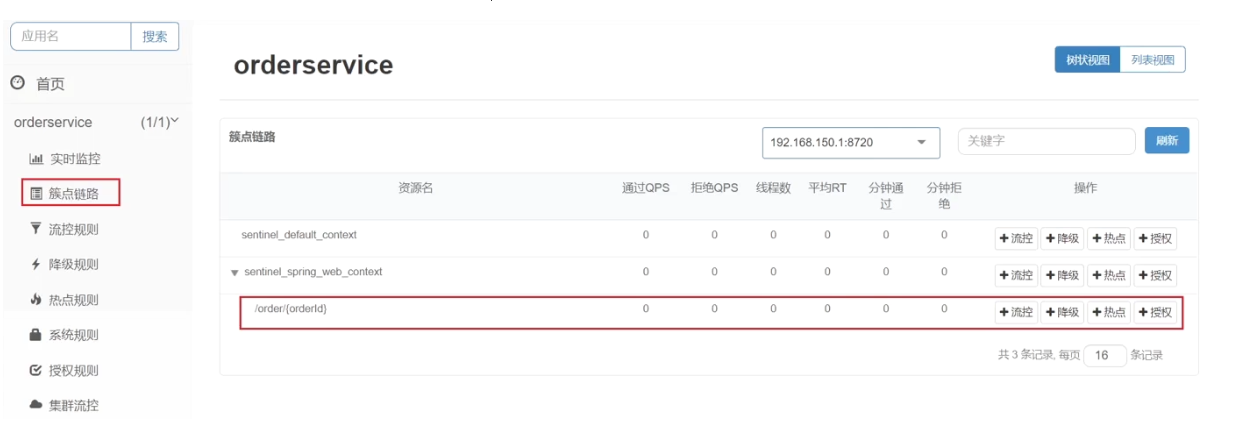 应用名 搜索
首页
orderservice (1/1)
实时监控
簇点链路
流控规则
降级规则
热点规则
系统规则
授权规则
集群流控
orderservice
树状视图 列表视图
簇点链路 192.168.150.1:8720 关键字 刷新
资源名 通过QPS 拒绝QPS 线程数 平均RT 分钟通过 分钟拒绝 操作
sentinel_default_context 0 0 0 0 0 0 +流控 +降级 +热点 +授权
sentinel_spring_web_context 0 0 0 0 0 0 +流控 +降级 +热点 +授权
/order/{orderId} 0 0 0 0 0 0 +流控 +降级 +热点 +授权
共 3 条记录, 每页 16 条记录